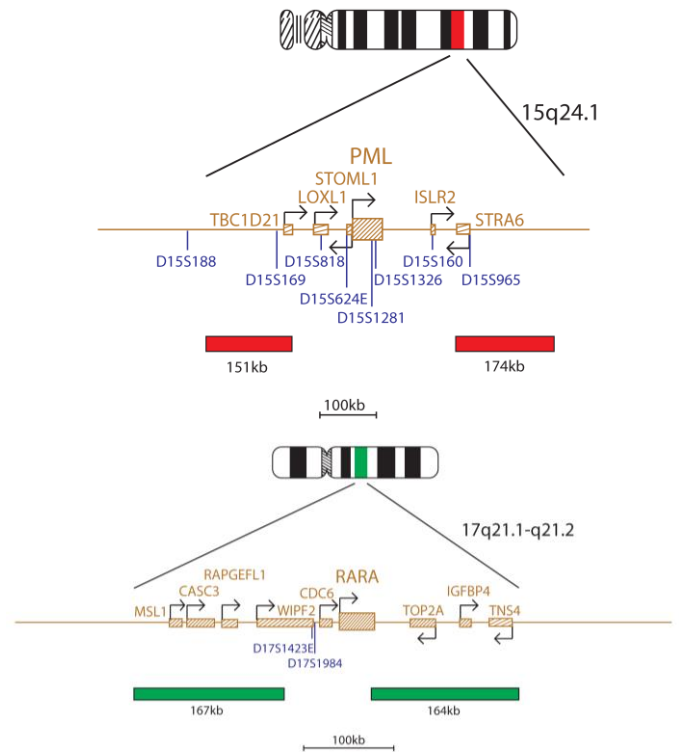 15q24.1
PML
STOML1
LOXL1
ISLR2
TBC1D21
STRA6
D15S188
D15S818
D15S160
D15S169
D15S1326
D15S965
D15S624E
D15S1281
151kb
174kb
100kb
17q21.1-q21.2
RAPGEFL1
RARA
CASC3
CDC6
IGFBP4
MSL1
WIPF2
TOP2A
TNS4
D17S1423E
D17S1984
167kb
164kb
100kb